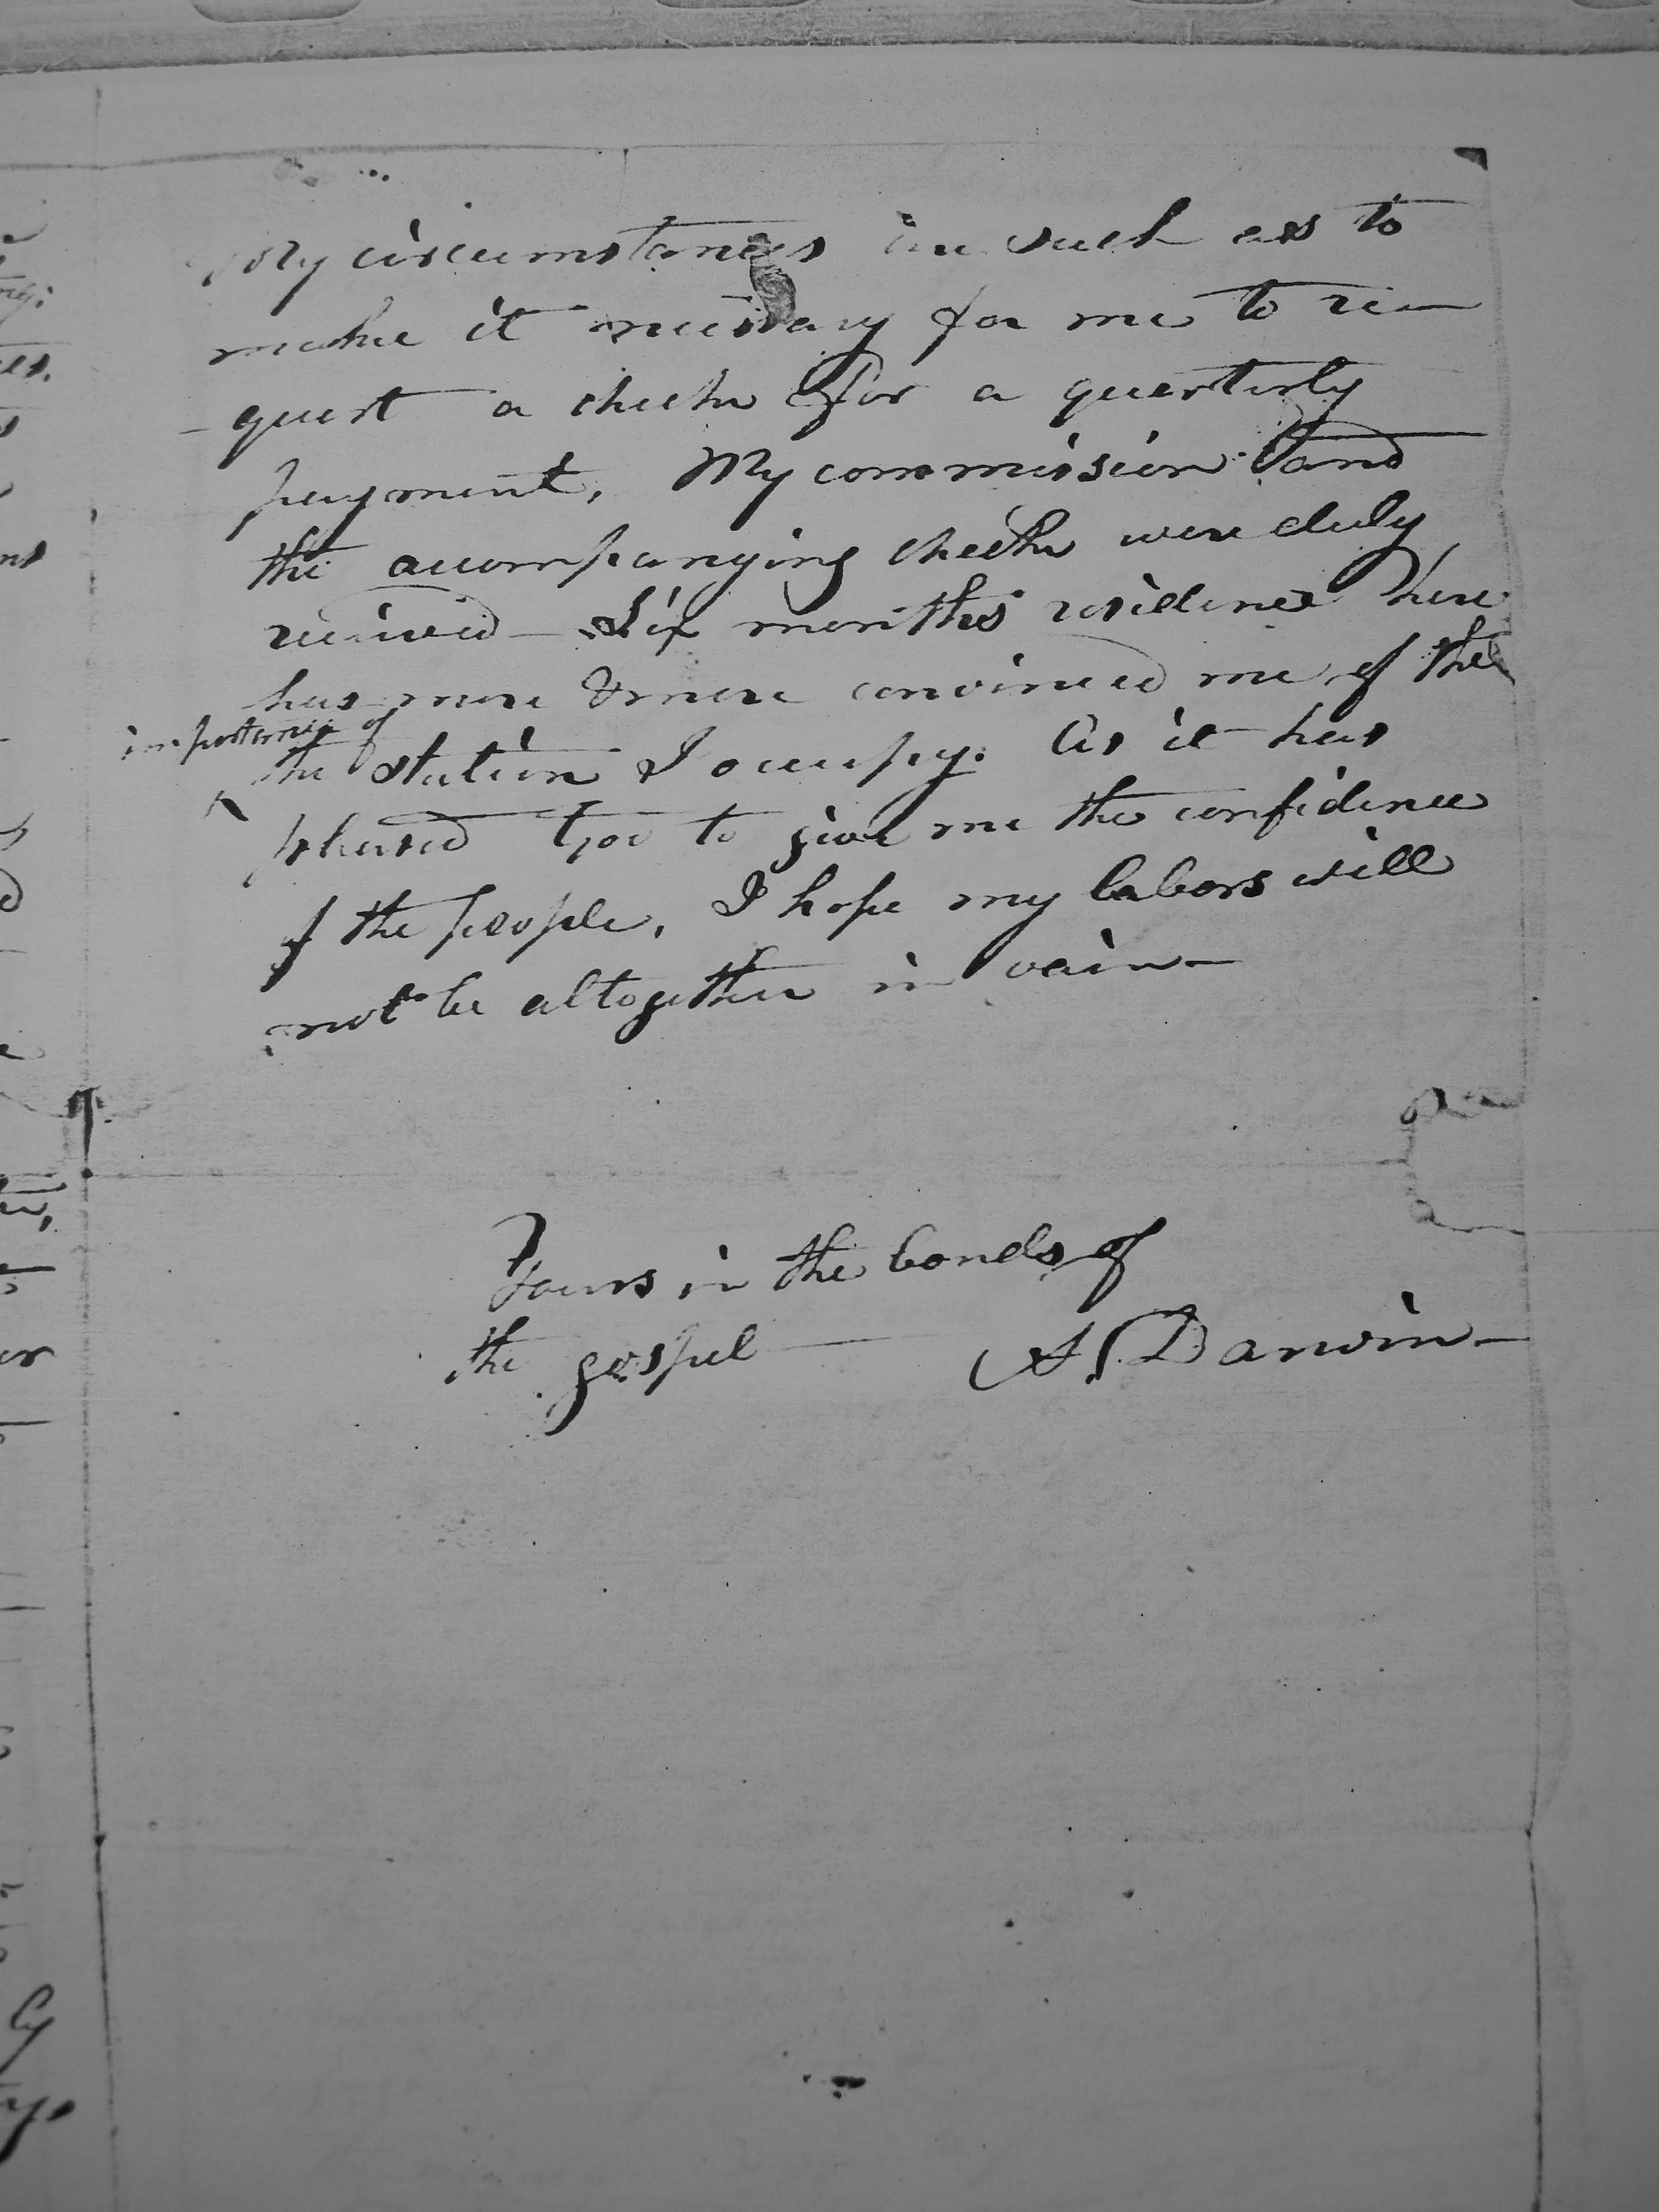 My circumstances are such as to
make it necessary for me to re-
-quest a check for a quarterly
payment. My commission and
the accompanying check were duly
received - Six months residence here
has more & more convinced me of the
importance of
the station I occupy. As it has
pleased God to give me the confidence
of the people, I hope my labors will
not be altogether in vain -
Yours in the bonds of
the gospel - A Darwin -